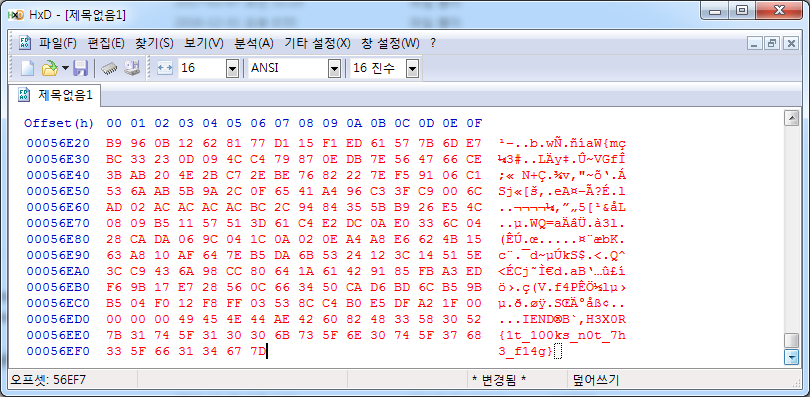 HxD - [제목없음1]
파일(F) 편집(E) 찾기(S) 보기(V) 분석(A) 기타 설정(X) 창 설정(W) ?
16 ANSI 16 진수
제목없음1
Offset(h) 00 01 02 03 04 05 06 07 08 09 0A 0B 0C 0D 0E 0F
00056E20 B9 96 0B 12 62 81 77 D1 15 F1 ED 61 57 7B 6D E7 ¹–..b.wÑ.ñíaW{mç
00056E30 BC 33 23 0D 09 4C C4 79 87 0E DB 7E 56 47 66 CE ¼3#..LÄy‡.Û~VGfÎ
00056E40 3B AB 20 4E 2B C7 2E BE 76 82 22 7E F5 91 06 C1 ;« N+Ç.¾v‚"~õ‘.Á
00056E50 53 6A AB 5B 9A 2C 0F 65 41 A4 96 C3 3F C9 00 6C Sj«[š,.eA¤–Ã?É.l
00056E60 AD 02 AC AC AC AC BC 2C 94 84 35 5B B9 26 E5 4C ..¬¬¬¬¼,”„5[¹&åL
00056E70 08 09 B5 11 57 51 3D 61 C4 E2 DC 0A E0 33 6C 04 ..µ.WQ=aÄâÜ.à3l.
00056E80 28 CA DA 06 9C 04 1C 0A 02 0E A4 A8 E6 62 4B 15 (ÊÚ.œ.....¤¨æbK.
00056E90 63 A8 10 AF 64 7E B5 DA 6B 53 24 12 3C 14 51 5E c¨.¯d~µÚkS$.<.Q^
00056EA0 3C C9 43 6A 98 CC 80 64 1A 61 42 91 85 FB A3 ED <ÉCj˜Ì€d.aB‘…û£í
00056EB0 F6 9B 17 E7 28 56 0C 66 34 50 CA D6 BD 6C B5 9B ö›.ç(V.f4PÊÖ½lµ›
00056EC0 B5 04 F0 12 F8 FF 03 53 8C C4 B0 E5 DF A2 1F 00 µ.ð.øÿ.SŒÄ°åß¢..
00056ED0 00 00 00 49 45 4E 44 AE 42 60 82 48 33 58 30 52 ...IEND®B`‚H3X0R
00056EE0 7B 31 74 5F 31 30 30 6B 73 5F 6E 30 74 5F 37 68 {1t_100ks_n0t_7h
00056EF0 33 5F 66 31 34 67 7D 3_f14g}
오프셋: 56EF7 * 변경됨 * 덮어쓰기